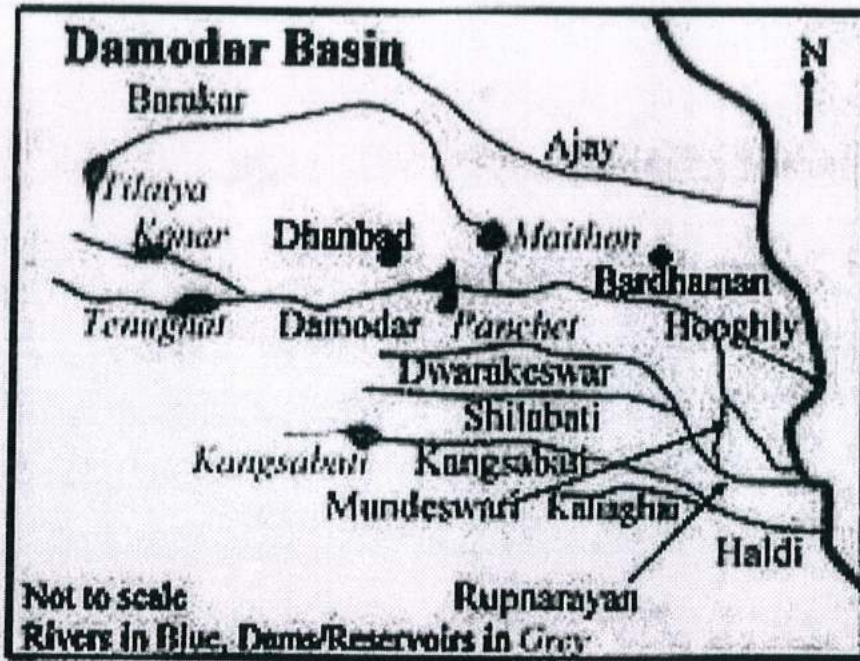 Damodar Basin
N
Barakar
Ajay
Tilaiya
Konar
Dhanbad
Maithon
Bardhaman
Tenughat
Damodar
Panchet
Hooghly
Dwarakeswar
Shilabati
Kangsabati
Kangsabati
Mundeswari
Kaliaghai
Haldi
Rupnarayan
Not to scale
Rivers in Blue, Dams/Reservoirs in Grey